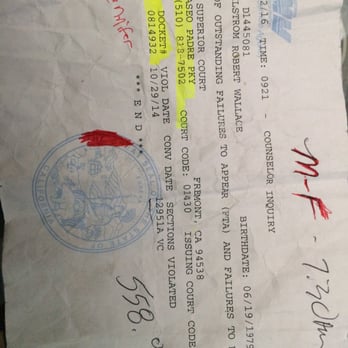 2/16 TIME: 0921 - COUNSELOR INQUIRY
D1445081
LLSTROM ROBERT WALLACE BIRTHDATE: 06/19/1979
OF OUTSTANDING FAILURES TO APPEAR (FTA) AND FAILURES TO
SUPERIOR COURT
ASEO PADRE PKY FREMONT, CA 94538
(510) 818-7502 COURT CODE: 01430 ISSUING COURT CODE
DOCKET# VIOL DATE CONV DATE SECTIONS VIOLATED
0814932 10/29/14 12951A VC
*** E N D ***
M-F - 7:30am
558.